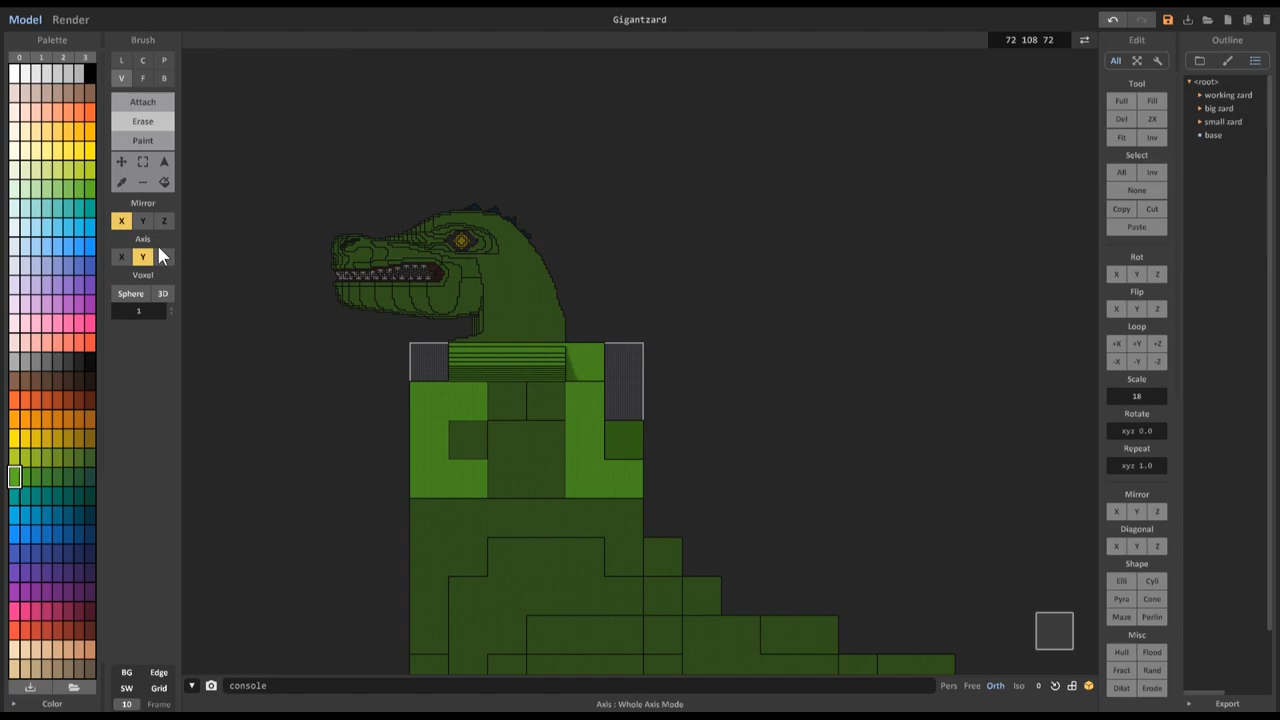 Model Render Gigantzard
Palette Brush 72 108 72 Edit Outline
0 1 2 3
L C P
V F B
Attach
Erase
Paint
Mirror
X Y Z
Axis
X Y
Voxel
Sphere 3D
1
BG Edge
SW Grid
10 Frame
Color
console
Pers Free Orth Iso 0
Axis : Whole Axis Mode
All
Tool
Full Fill
Del 2X
Fit Inv
Select
All Inv
None
Copy Cut
Paste
Rot
X Y Z
Flip
X Y Z
Loop
+X +Y +Z
-X -Y -Z
Scale
18
Rotate
xyz 0.0
Repeat
xyz 1.0
Mirror
X Y Z
Diagonal
X Y Z
Shape
Elli Cyli
Pyra Cone
Maze Perlin
Misc
Hull Flood
Fract Rand
Dilat Erode
<root>
working zard
big zard
small zard
base
Export